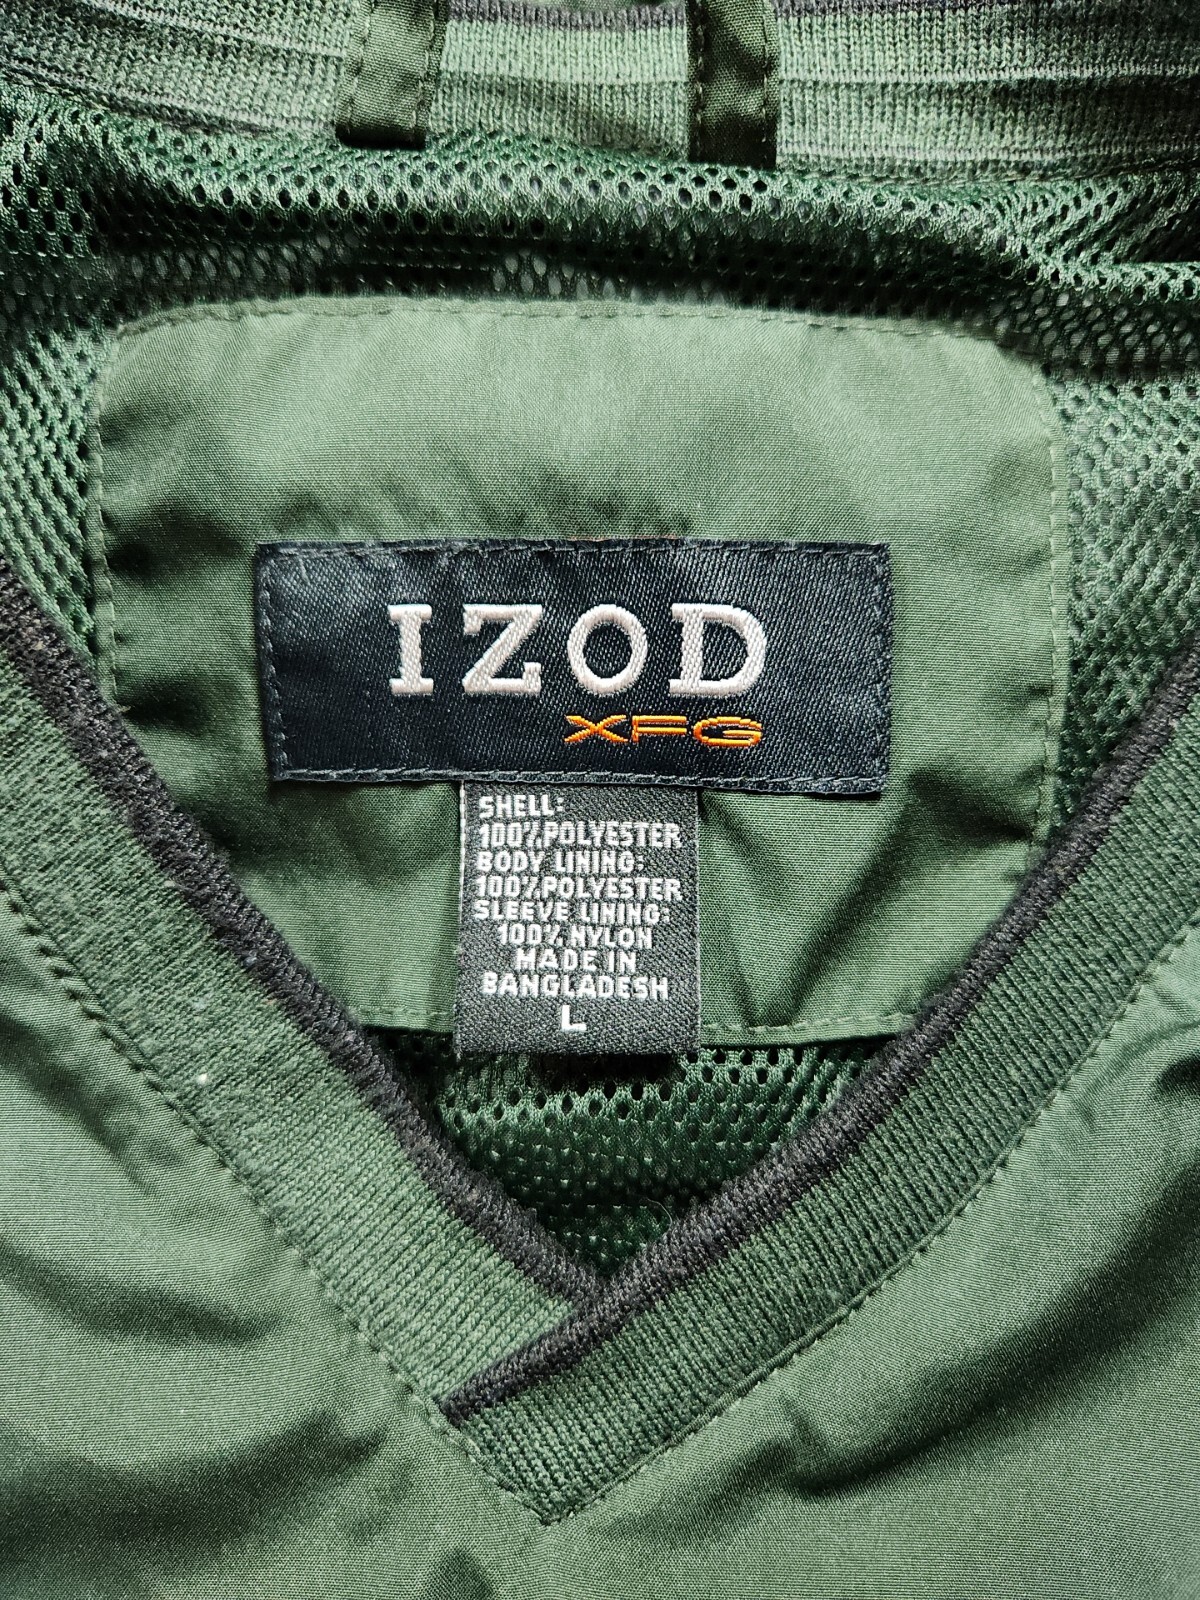 IZOD
XFG
SHELL:
100%POLYESTER
BODY LINING:
100%POLYESTER
SLEEVE LINING:
100% NYLON
MADE IN
BANGLADESH
L